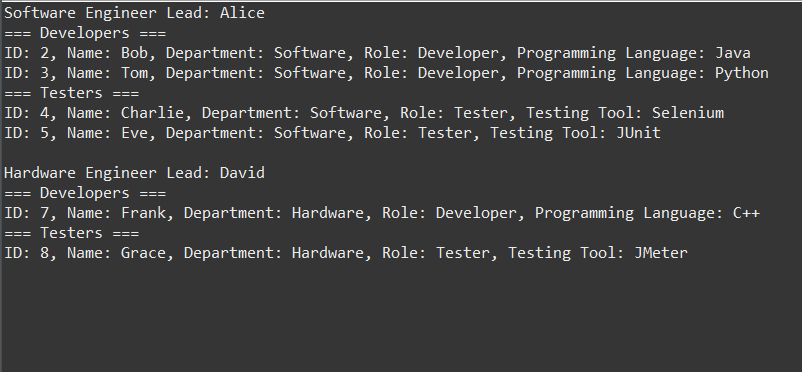 Software Engineer Lead: Alice
=== Developers ===
ID: 2, Name: Bob, Department: Software, Role: Developer, Programming Language: Java
ID: 3, Name: Tom, Department: Software, Role: Developer, Programming Language: Python
=== Testers ===
ID: 4, Name: Charlie, Department: Software, Role: Tester, Testing Tool: Selenium
ID: 5, Name: Eve, Department: Software, Role: Tester, Testing Tool: JUnit
Hardware Engineer Lead: David
=== Developers ===
ID: 7, Name: Frank, Department: Hardware, Role: Developer, Programming Language: C++
=== Testers ===
ID: 8, Name: Grace, Department: Hardware, Role: Tester, Testing Tool: JMeter